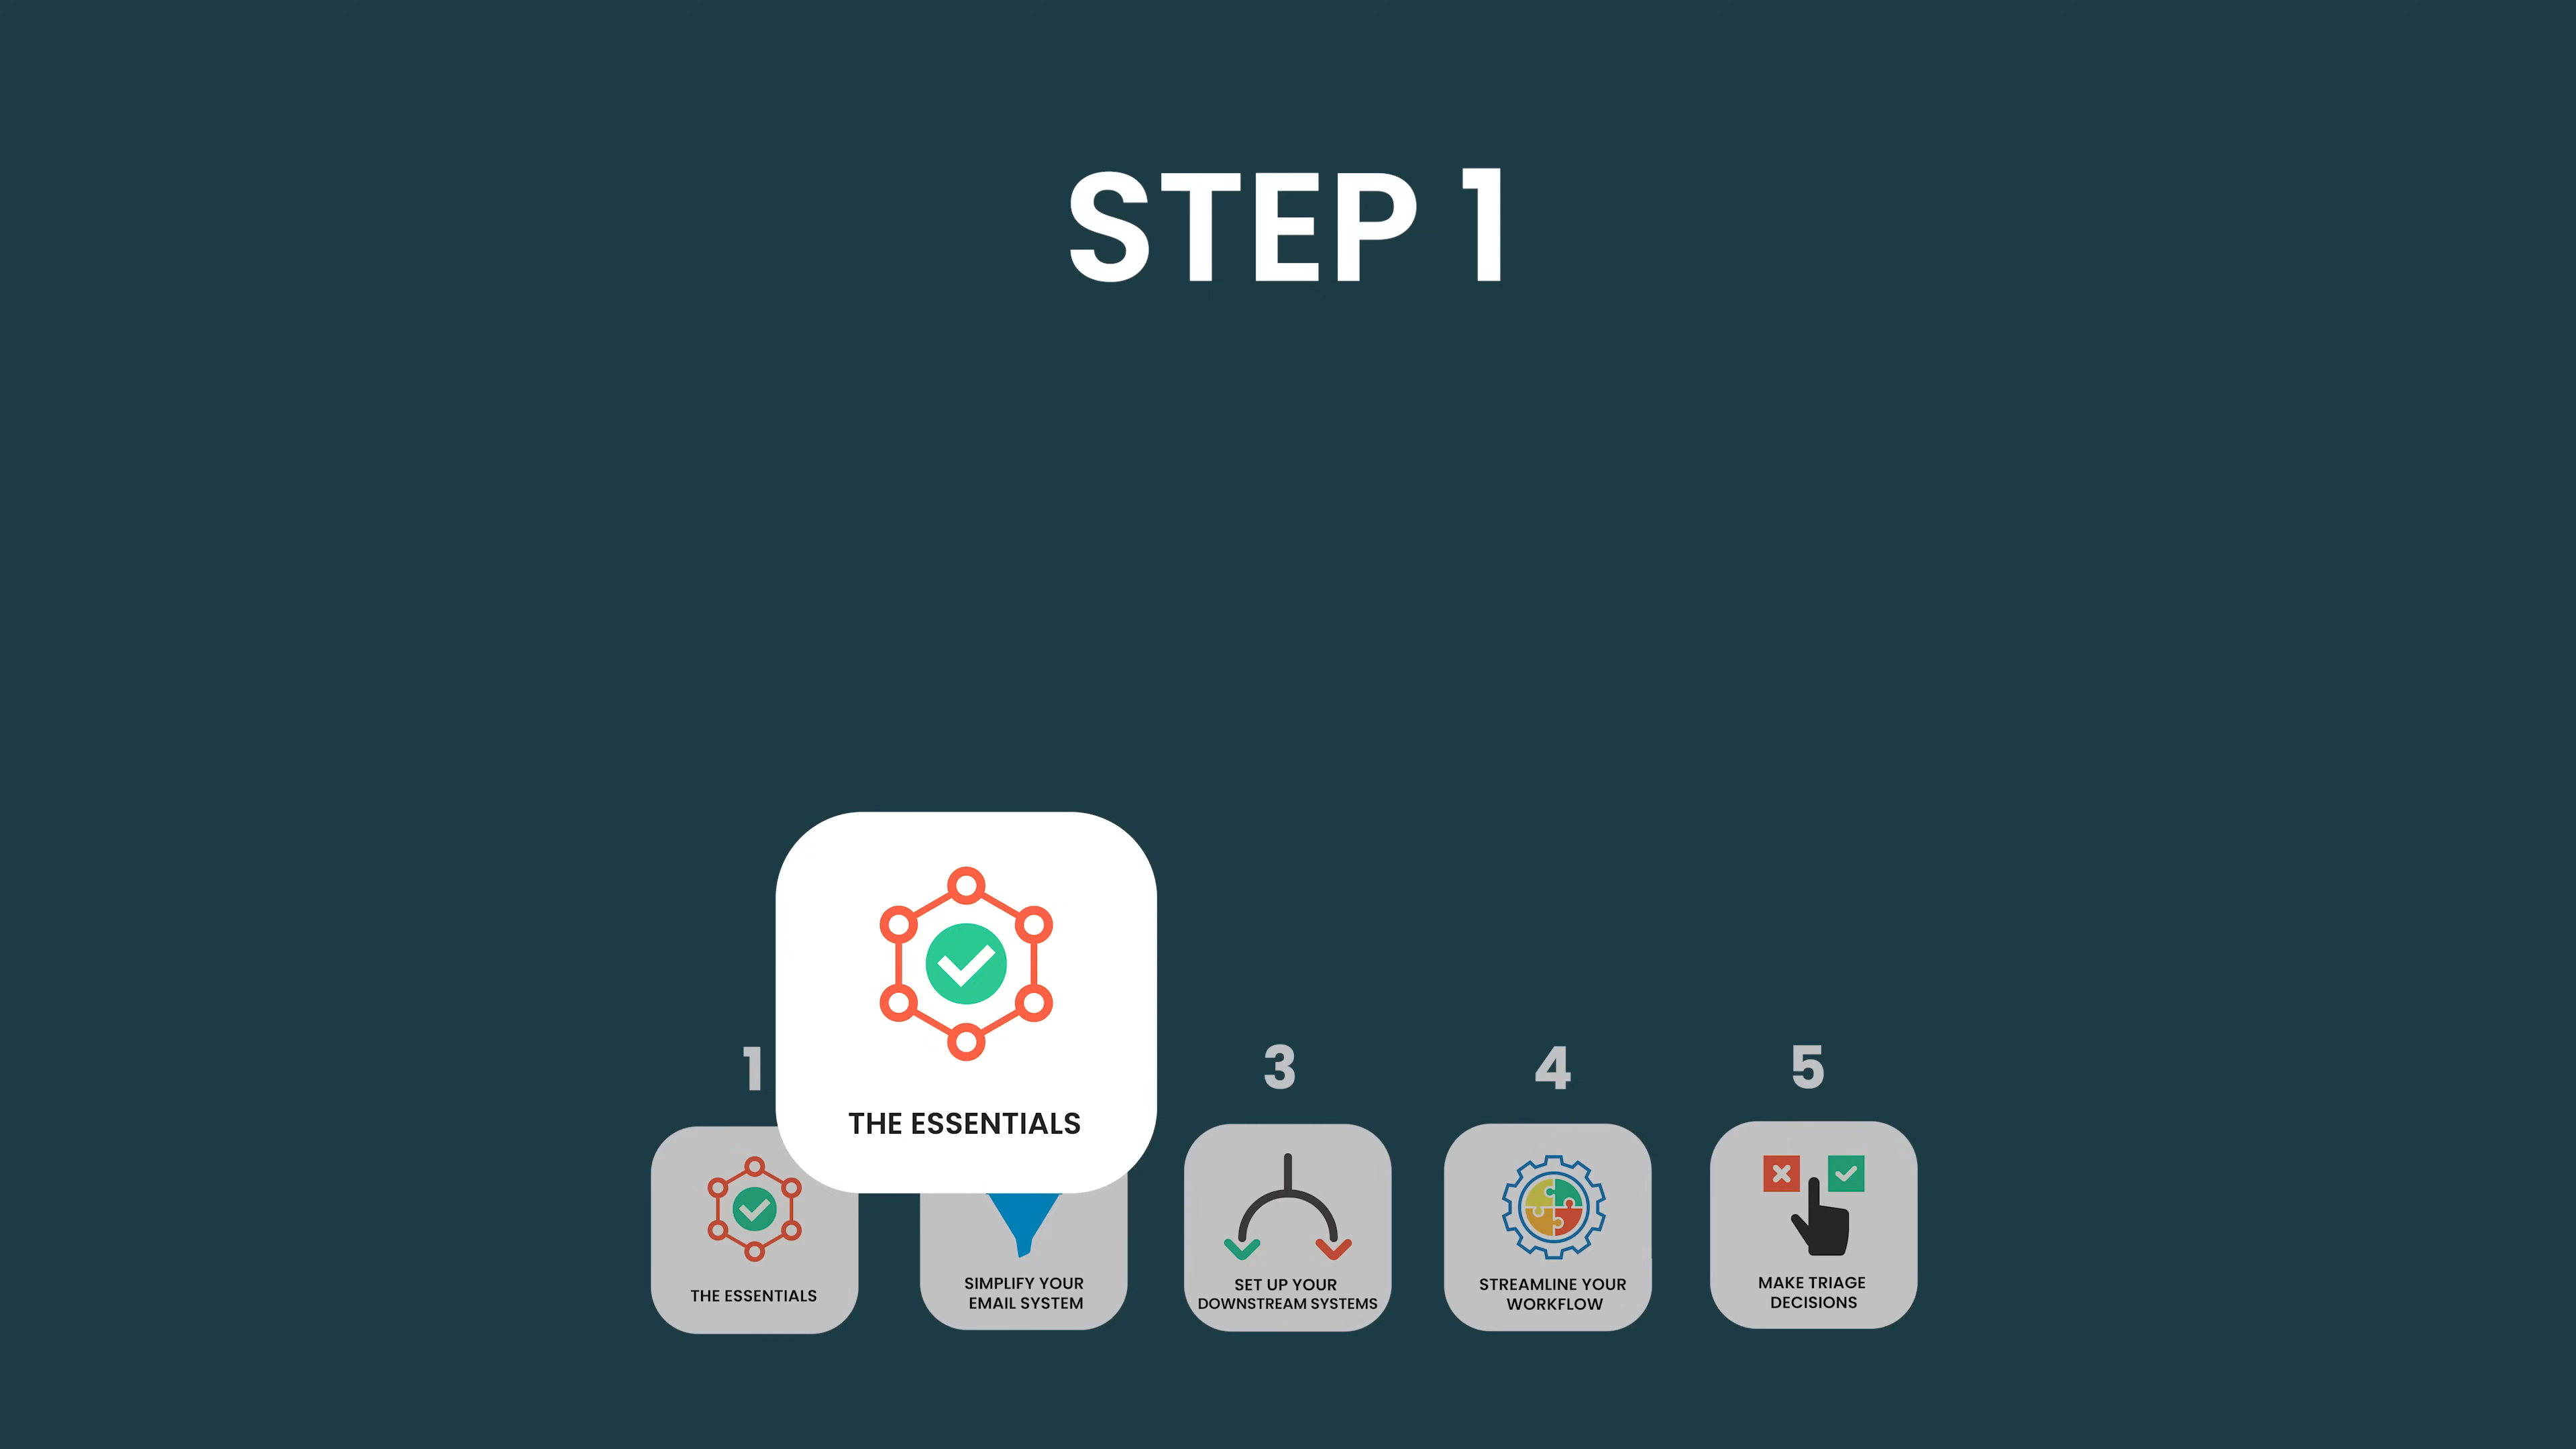 STEP 1
THE ESSENTIALS
1
3
4
5
THE ESSENTIALS
SIMPLIFY YOUR
EMAIL SYSTEM
SET UP YOUR
DOWNSTREAM SYSTEMS
STREAMLINE YOUR
WORKFLOW
MAKE TRIAGE
DECISIONS